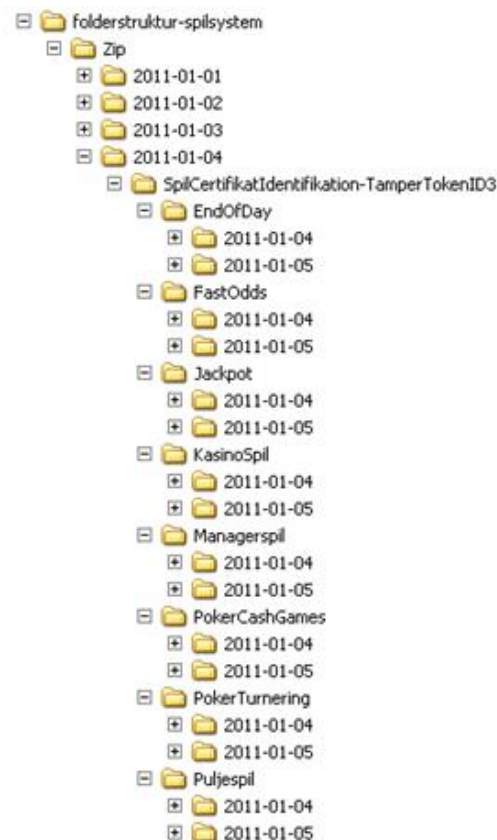 folderstruktur-spilsystem
Zip
2011-01-01
2011-01-02
2011-01-03
2011-01-04
SpilCertifikatIdentifikation-TamperTokenID3
EndOfDay
2011-01-04
2011-01-05
FastOdds
2011-01-04
2011-01-05
Jackpot
2011-01-04
2011-01-05
KasinoSpil
2011-01-04
2011-01-05
Managerspil
2011-01-04
2011-01-05
PokerCashGames
2011-01-04
2011-01-05
PokerTurnering
2011-01-04
2011-01-05
Puljespil
2011-01-04
2011-01-05